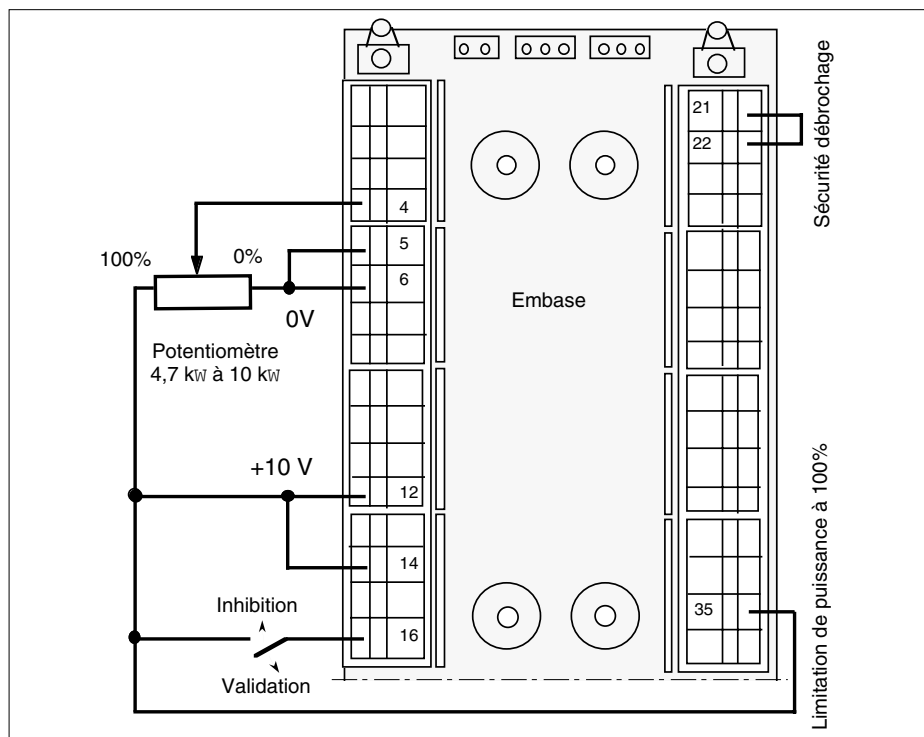 21
22
Sécurité débrochage
4
5
100%
0%
6
0V
Embase
Potentiomètre
4,7 kW à 10 kW
+10 V
12
14
Inhibition
35
16
Validation
Limitation de puissance à 100%